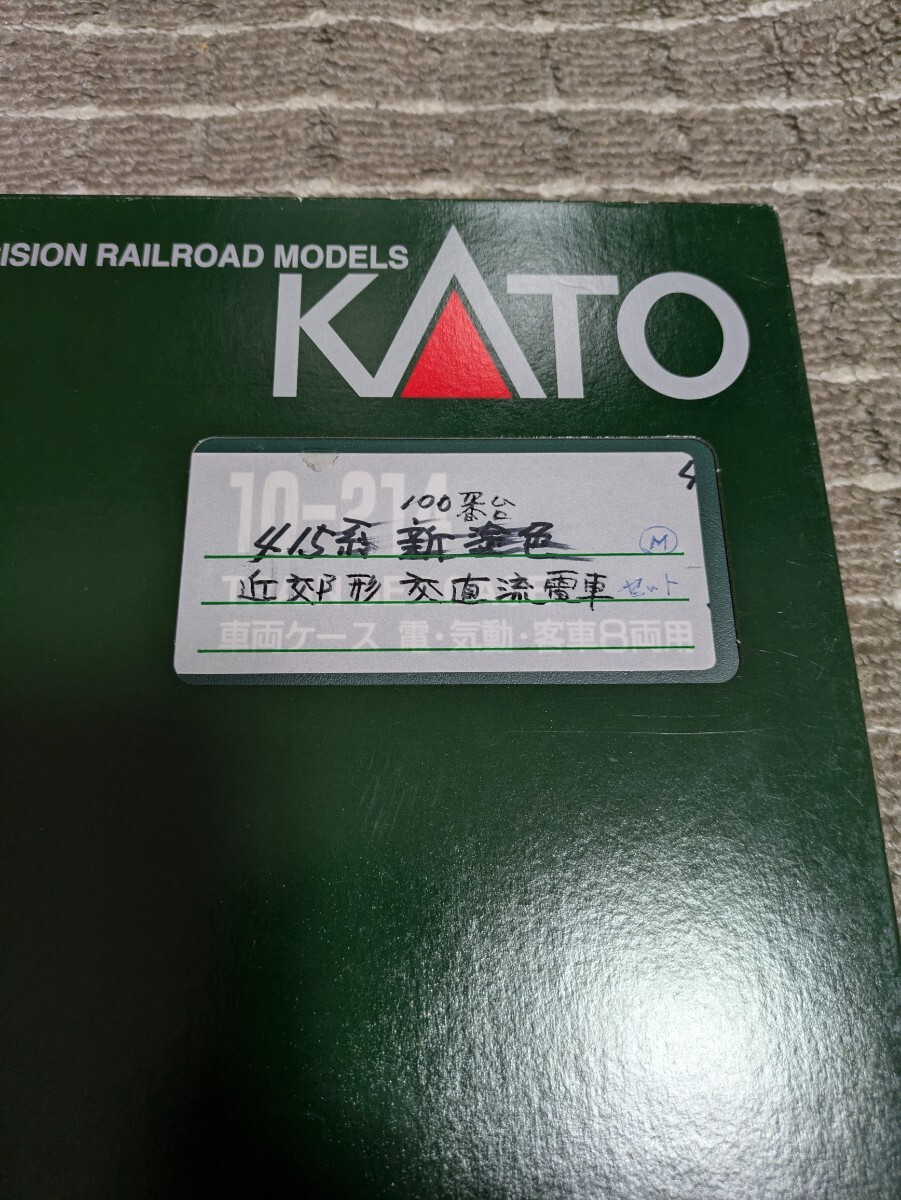 ISION RAILROAD MODELS
KATO
10-214
4
100番台
415系 新塗色
M
近郊形 交直流電車 セット
車両ケース 電・気動・客車8両用